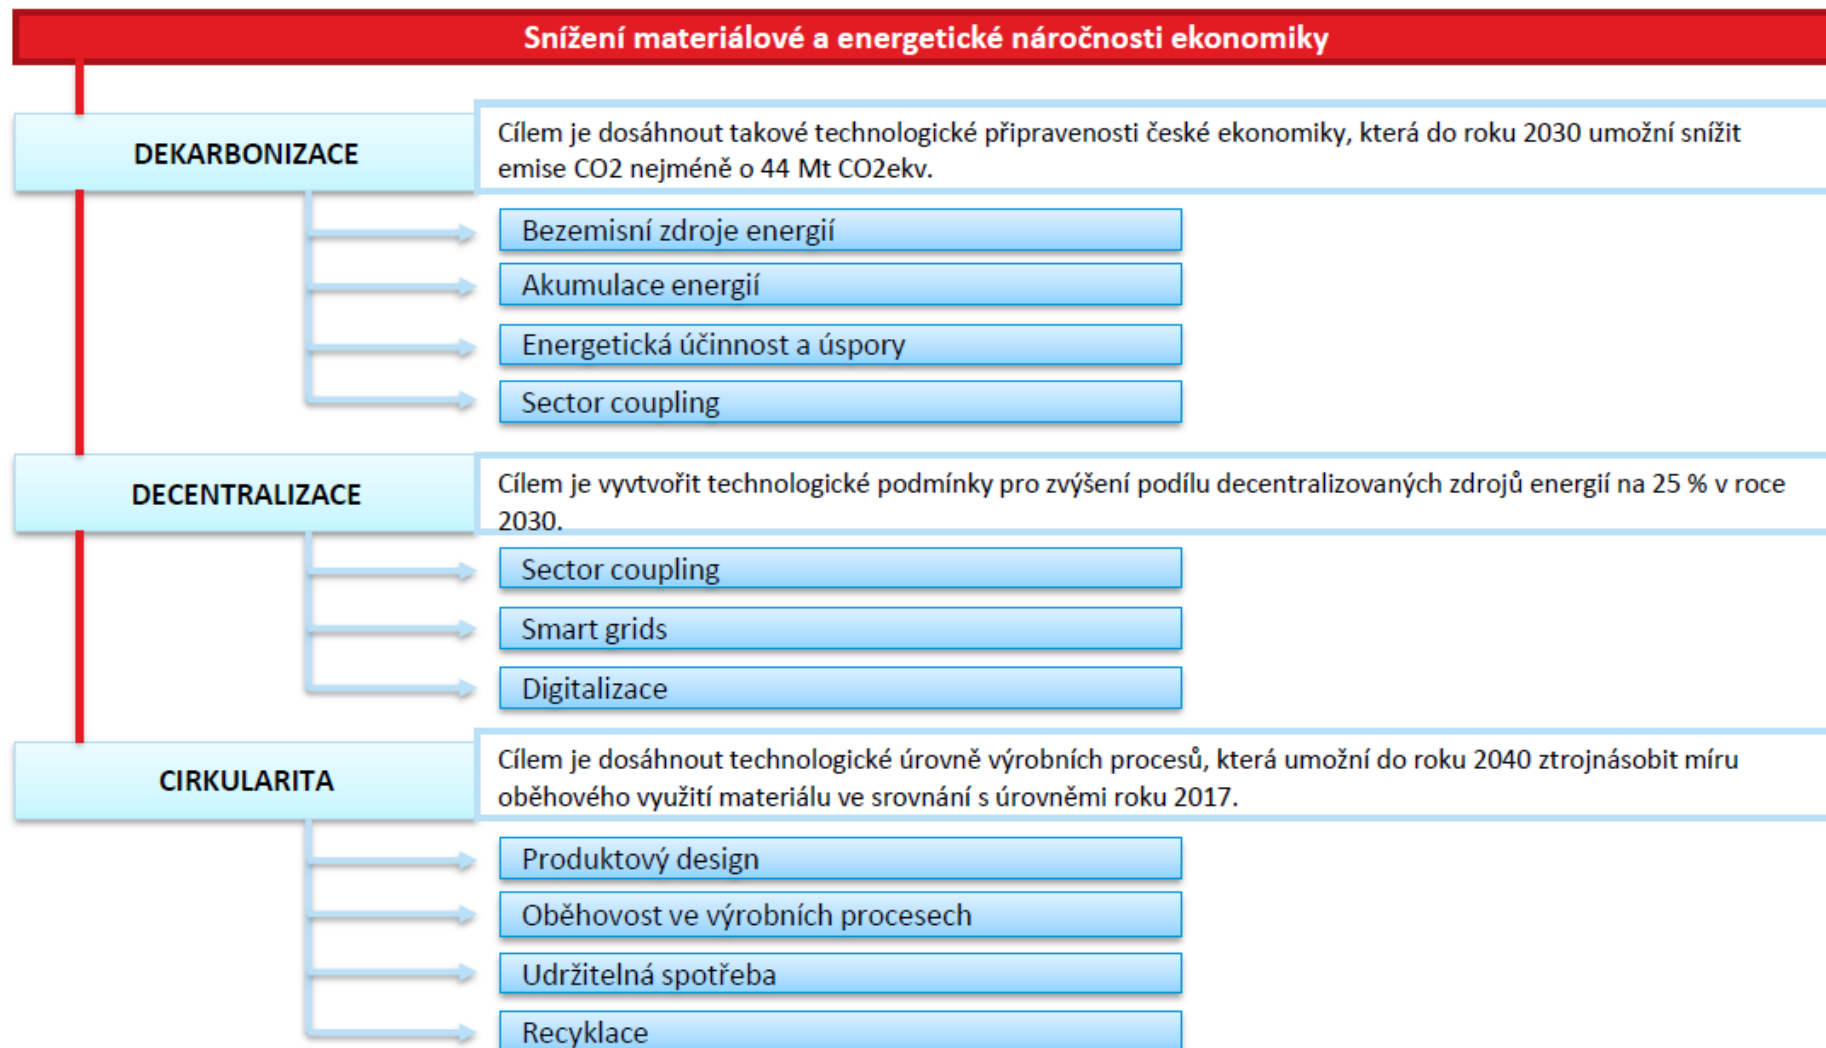 Snížení materiálové a energetické náročnosti ekonomiky
DEKARBONIZACE
Cílem je dosáhnout takové technologické připravenosti české ekonomiky, která do roku 2030 umožní snížit
emise CO2 nejméně o 44 Mt CO2ekv.
Bezemisní zdroje energií
Akumulace energií
Energetická účinnost a úspory
Sector coupling
DECENTRALIZACE
Cílem je vyvtvořit technologické podmínky pro zvýšení podílu decentralizovaných zdrojů energií na 25 % v roce
2030.
Sector coupling
Smart grids
Digitalizace
CIRKULARITA
Cílem je dosáhnout technologické úrovně výrobních procesů, která umožní do roku 2040 ztrojnásobit míru
oběhového využití materiálu ve srovnání s úrovněmi roku 2017.
Produktový design
Oběhovost ve výrobních procesech
Udržitelná spotřeba
Recyklace